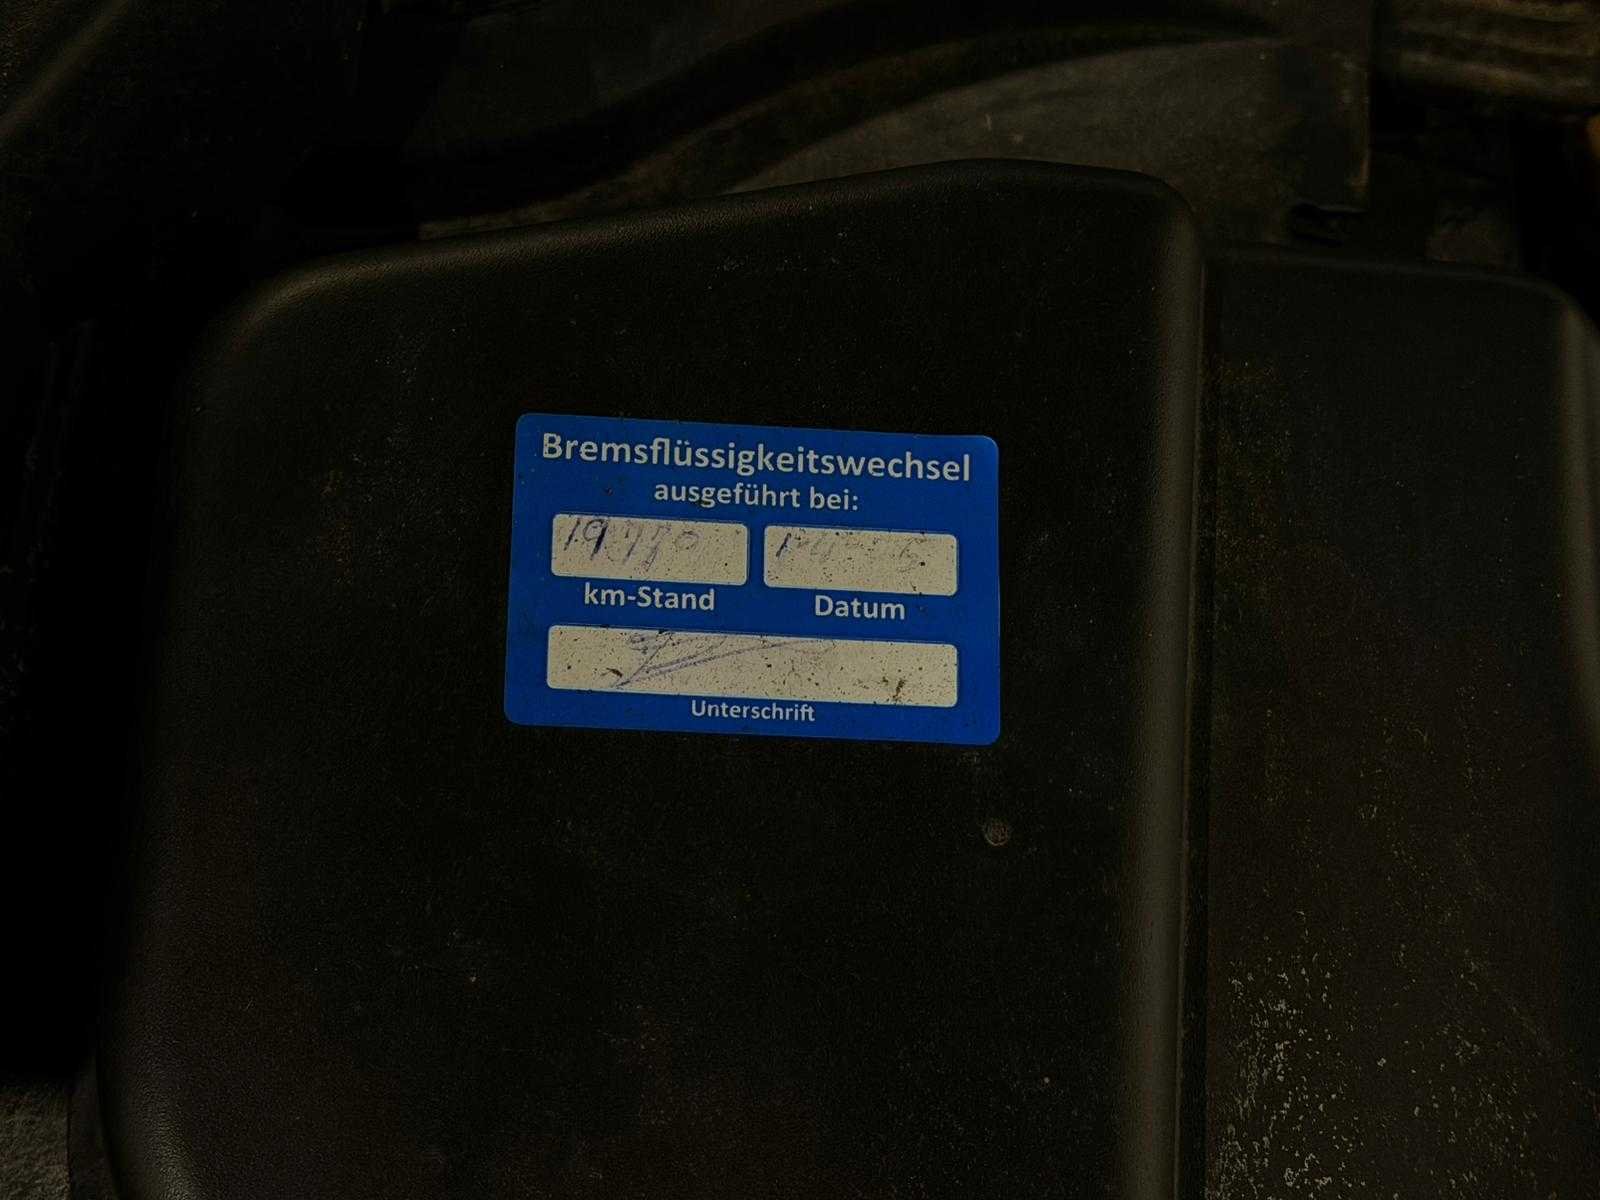 Bremsflüssigkeitswechsel
ausgeführt bei:
km-Stand
Datum
Unterschrift